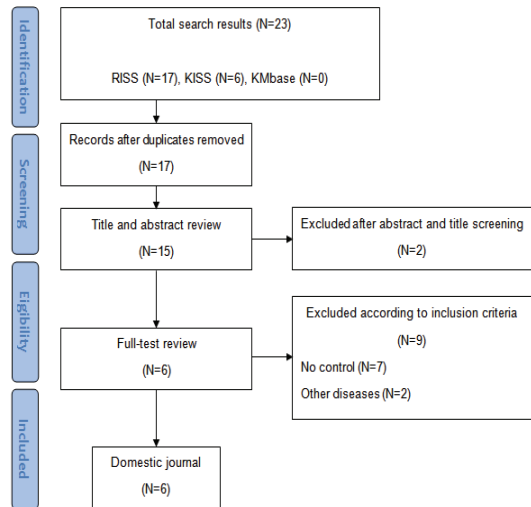 Identification
Total search results (N=23)
RISS (N=17), KISS (N=6), KMbase (N=0)
Screening
Records after duplicates removed
(N=17)
Title and abstract review
(N=15)
Excluded after abstract and title screening
(N=2)
Eigibility
Full-test review
(N=6)
Excluded according to inclusion criteria
(N=9)
No control (N=7)
Other diseases (N=2)
Included
Domestic journal
(N=6)